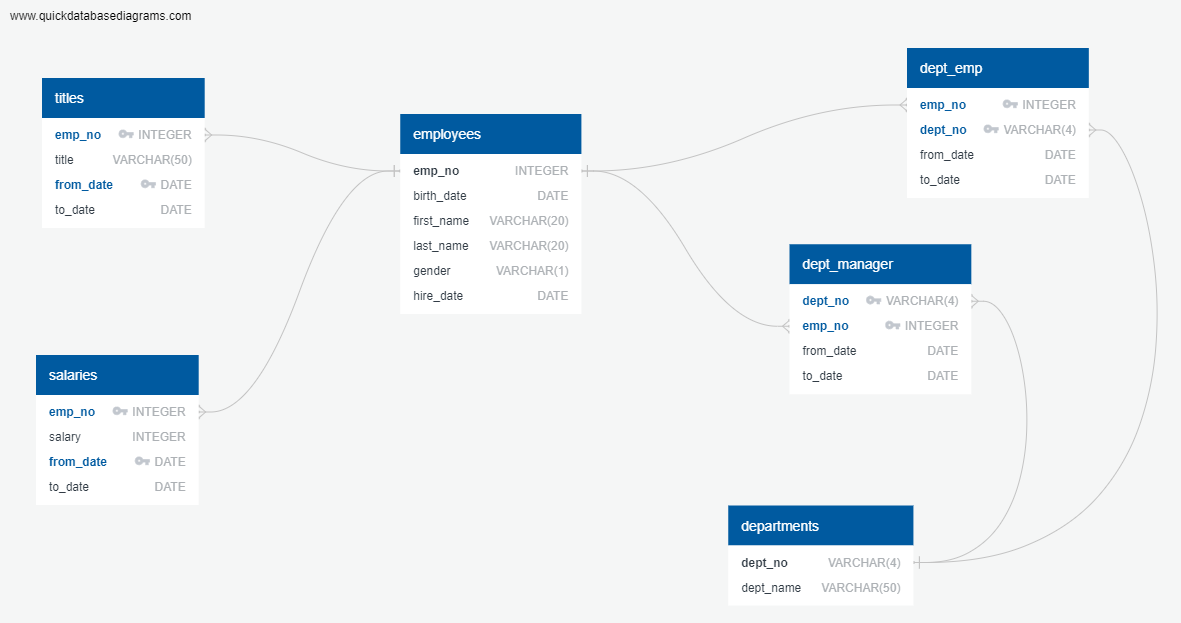 www.quickdatabasediagrams.com
titles
emp_no INTEGER
title VARCHAR(50)
from_date DATE
to_date DATE
salaries
emp_no INTEGER
salary INTEGER
from_date DATE
to_date DATE
employees
emp_no INTEGER
birth_date DATE
first_name VARCHAR(20)
last_name VARCHAR(20)
gender VARCHAR(1)
hire_date DATE
dept_emp
emp_no INTEGER
dept_no VARCHAR(4)
from_date DATE
to_date DATE
dept_manager
dept_no VARCHAR(4)
emp_no INTEGER
from_date DATE
to_date DATE
departments
dept_no VARCHAR(4)
dept_name VARCHAR(50)